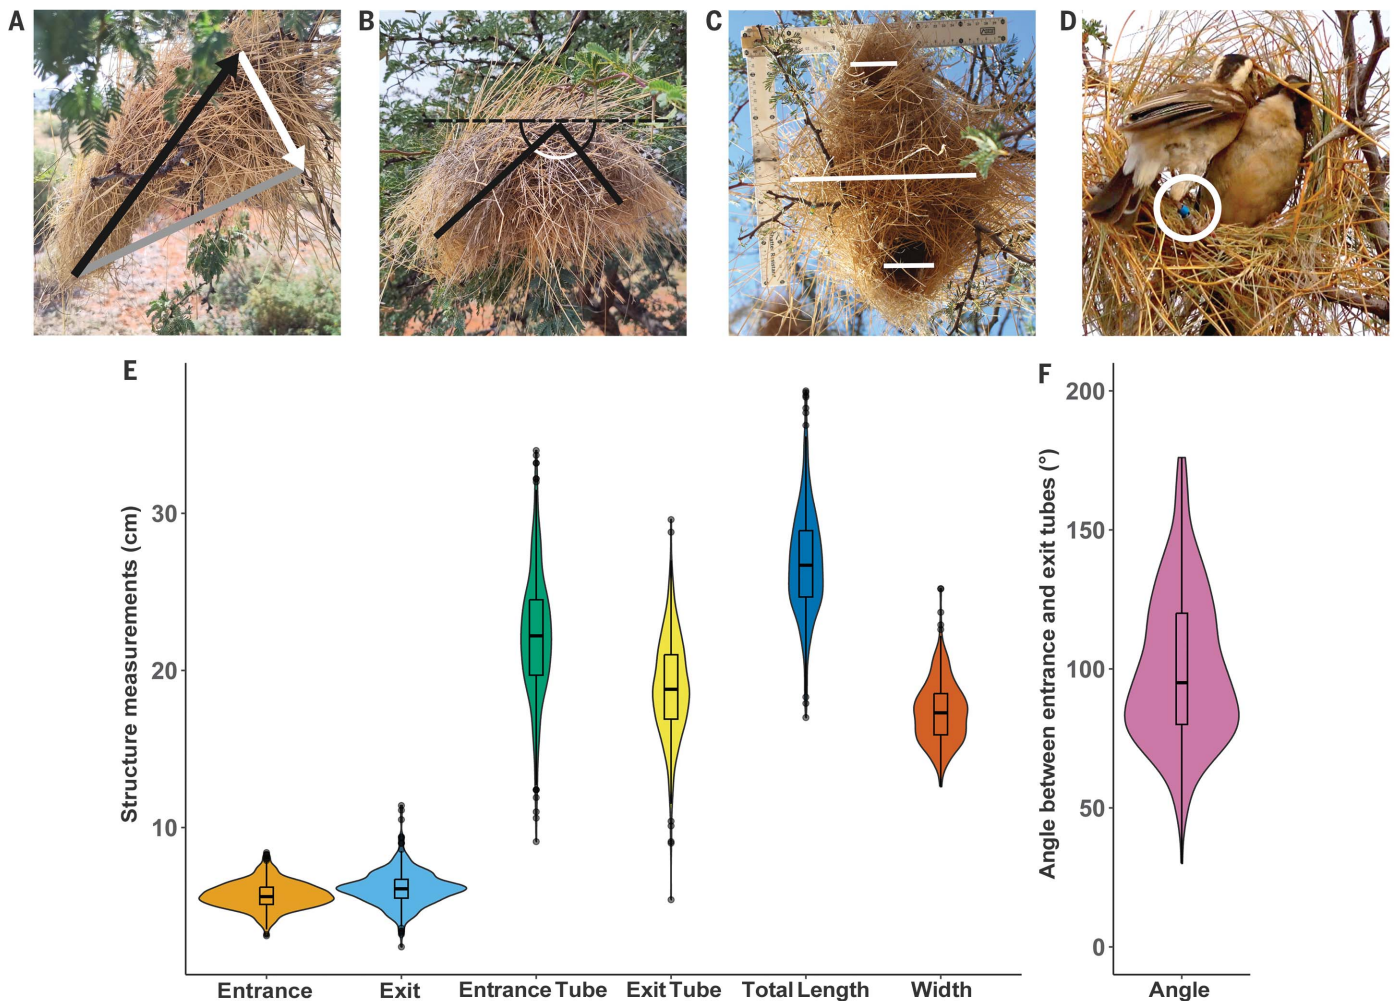 A
B
C
D
E
F
Structure measurements (cm)
30
20
10
Entrance
Exit
Entrance Tube
Exit Tube
Total Length
Width
Angle between entrance and exit tubes (°)
200
150
100
50
0
Angle